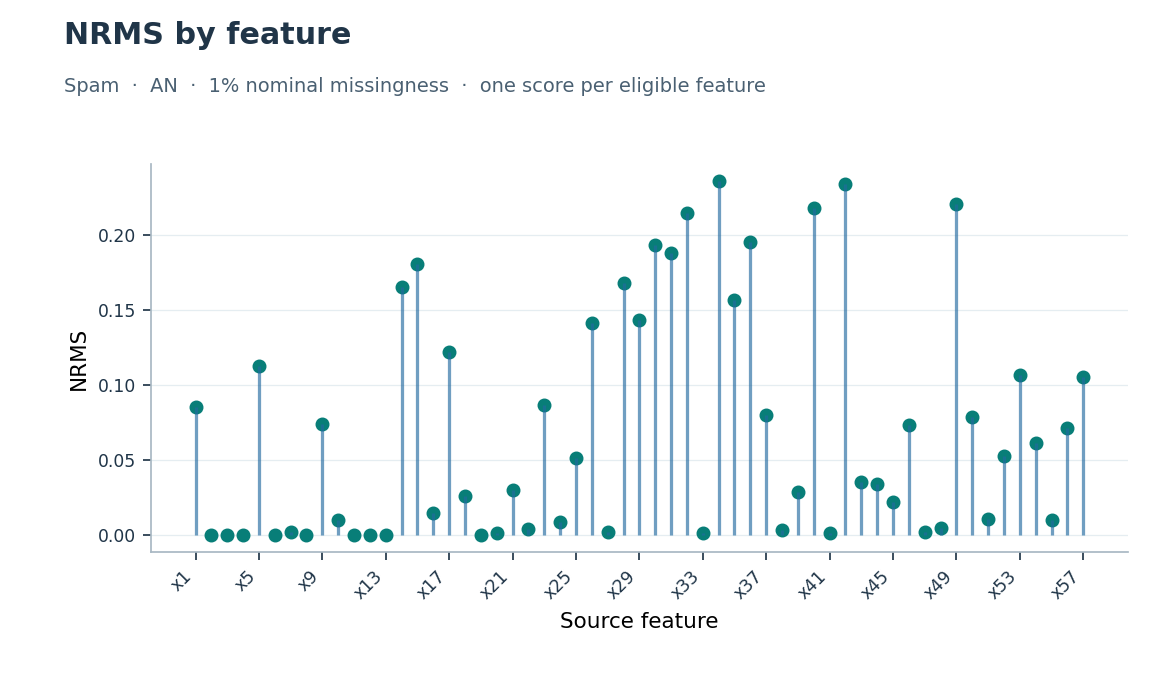 NRMS by feature
Spam · AN · 1% nominal missingness · one score per eligible feature
NRMS
0.20
0.15
0.10
0.05
0.00
x1 x5 x9 x13 x17 x21 x25 x29 x33 x37 x41 x45 x49 x53 x57
Source feature